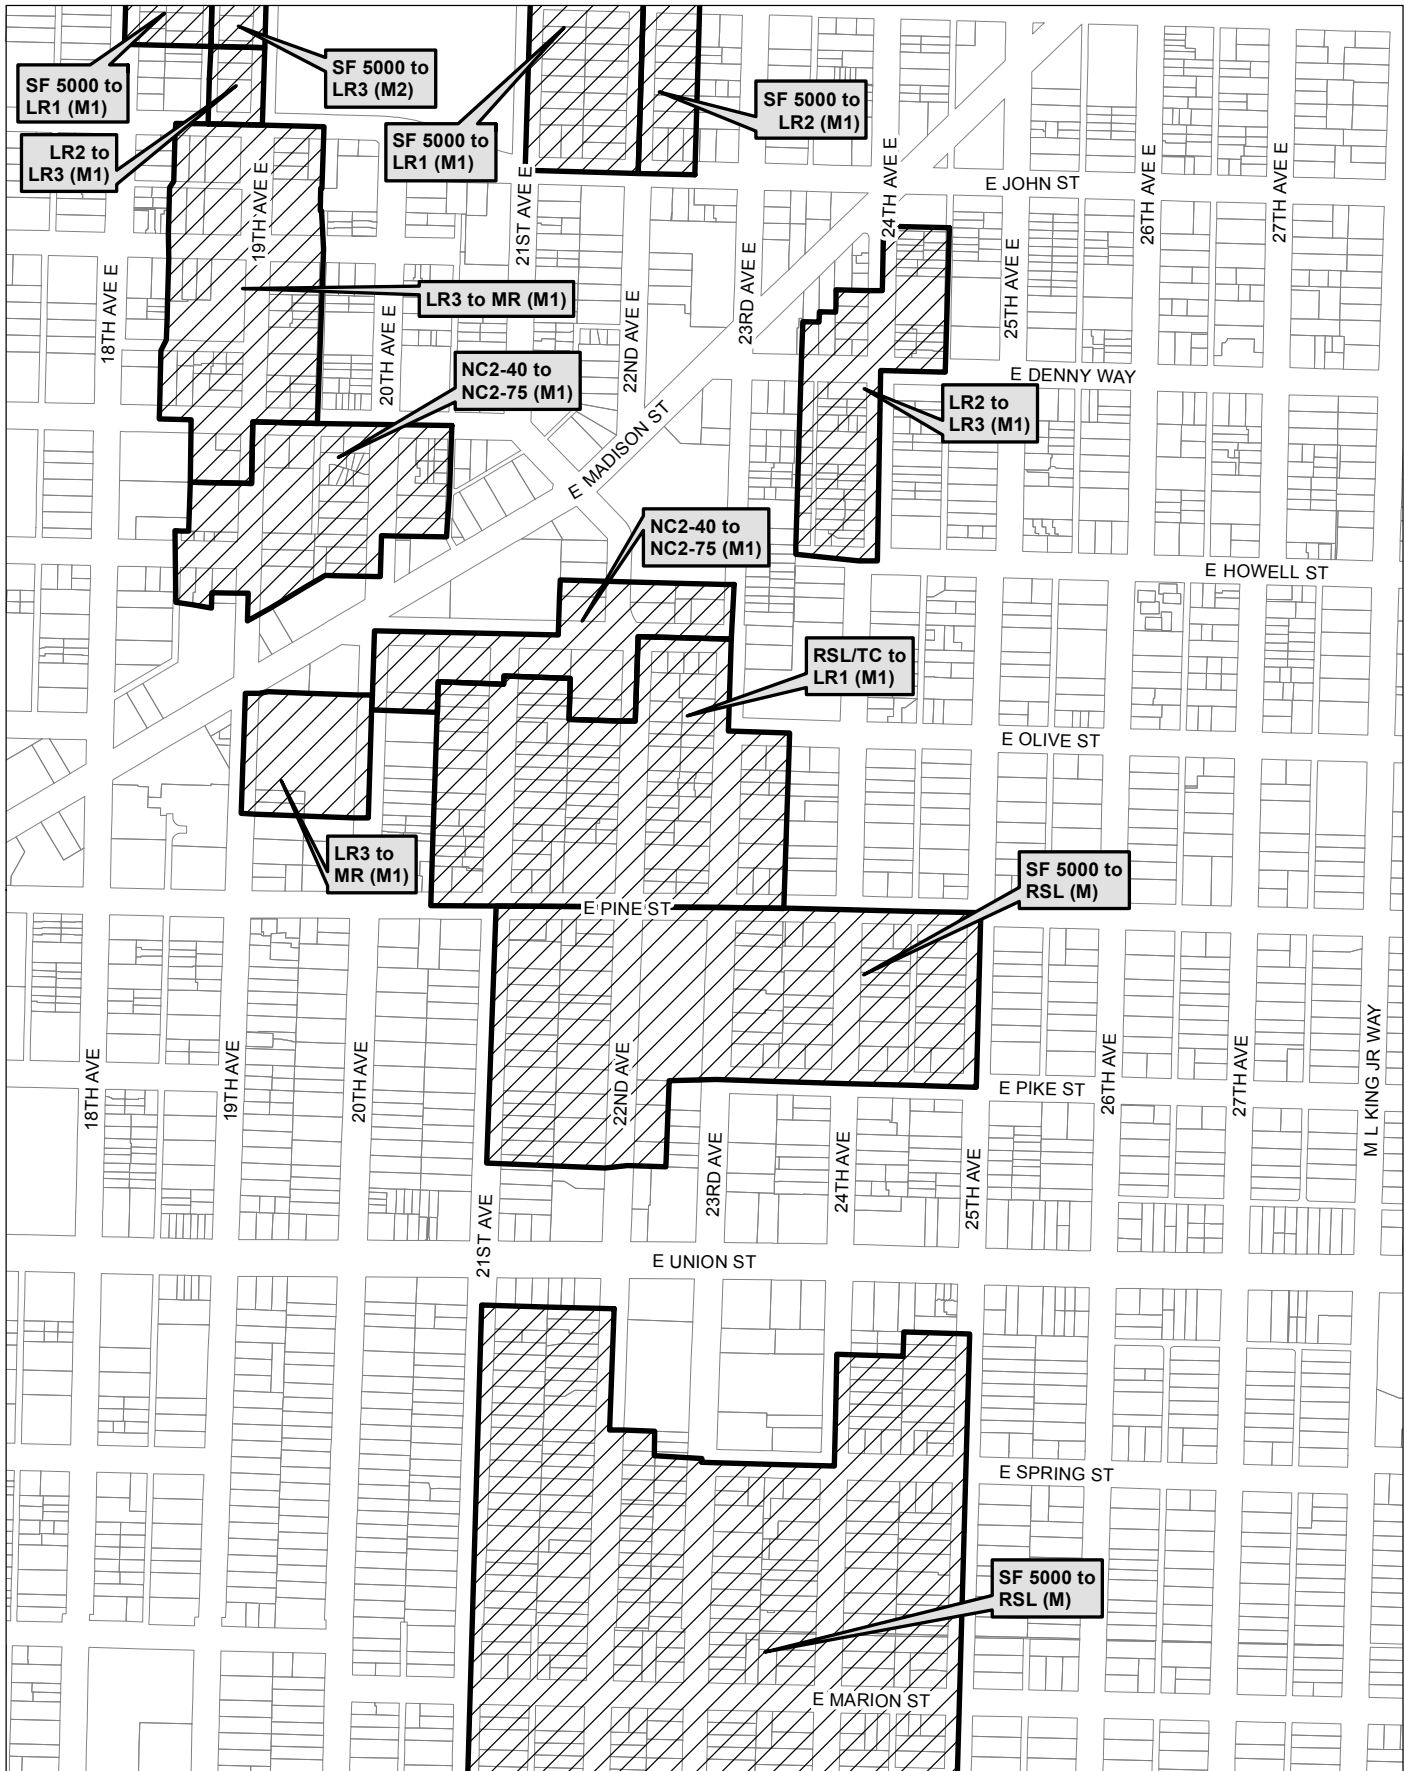 SF 5000 to
LR1 (M1)
SF 5000 to
LR3 (M2)
LR2 to
LR3 (M1)
SF 5000 to
LR1 (M1)
SF 5000 to
LR2 (M1)
E JOHN ST
18TH AVE E
19TH AVE E
20TH AVE E
21ST AVE E
22ND AVE E
23RD AVE E
24TH AVE E
25TH AVE E
26TH AVE E
27TH AVE E
LR3 to MR (M1)
NC2-40 to
NC2-75 (M1)
E DENNY WAY
LR2 to
LR3 (M1)
E MADISON ST
NC2-40 to
NC2-75 (M1)
E HOWELL ST
RSL/TC to
LR1 (M1)
E OLIVE ST
LR3 to
MR (M1)
SF 5000 to
RSL (M)
E PINE ST
18TH AVE
19TH AVE
20TH AVE
21ST AVE
22ND AVE
23RD AVE
24TH AVE
25TH AVE
26TH AVE
27TH AVE
M L KING JR WAY
E PIKE ST
E UNION ST
E SPRING ST
SF 5000 to
RSL (M)
E MARION ST